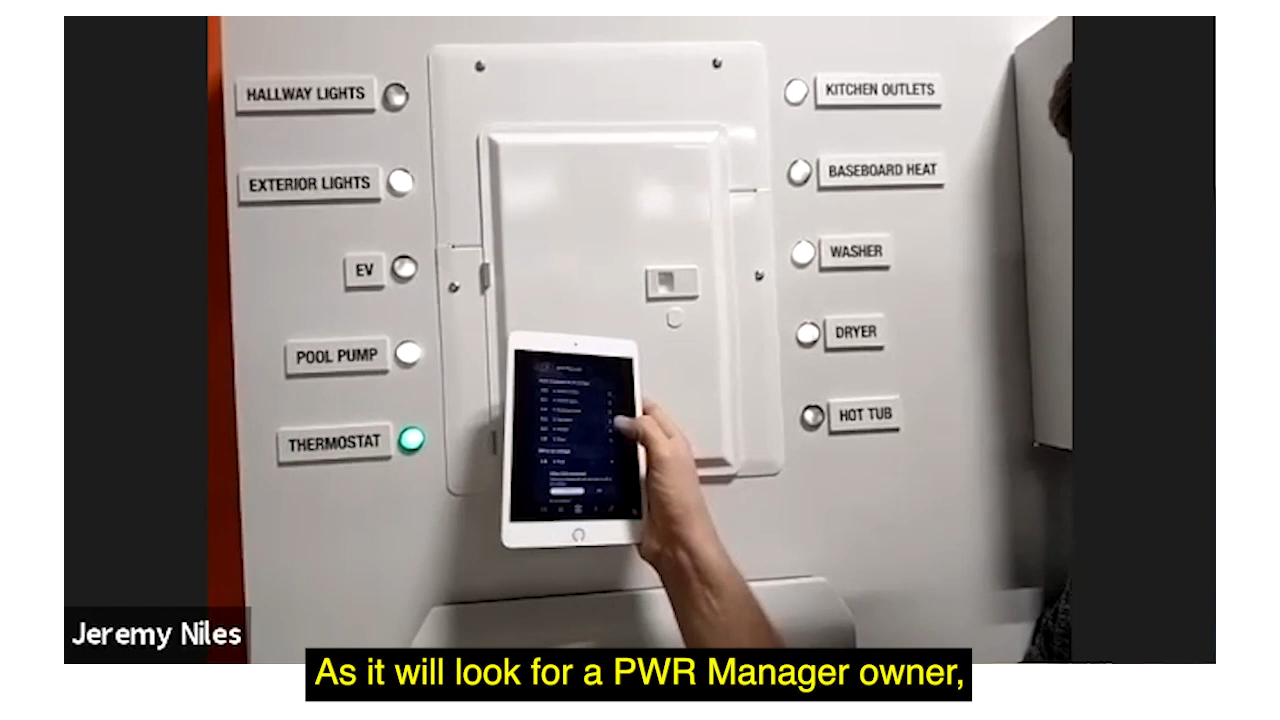 HALLWAY LIGHTS
EXTERIOR LIGHTS
EV
POOL PUMP
THERMOSTAT
KITCHEN OUTLETS
BASEBOARD HEAT
WASHER
DRYER
HOT TUB
Jeremy Niles
As it will look for a PWR Manager owner,